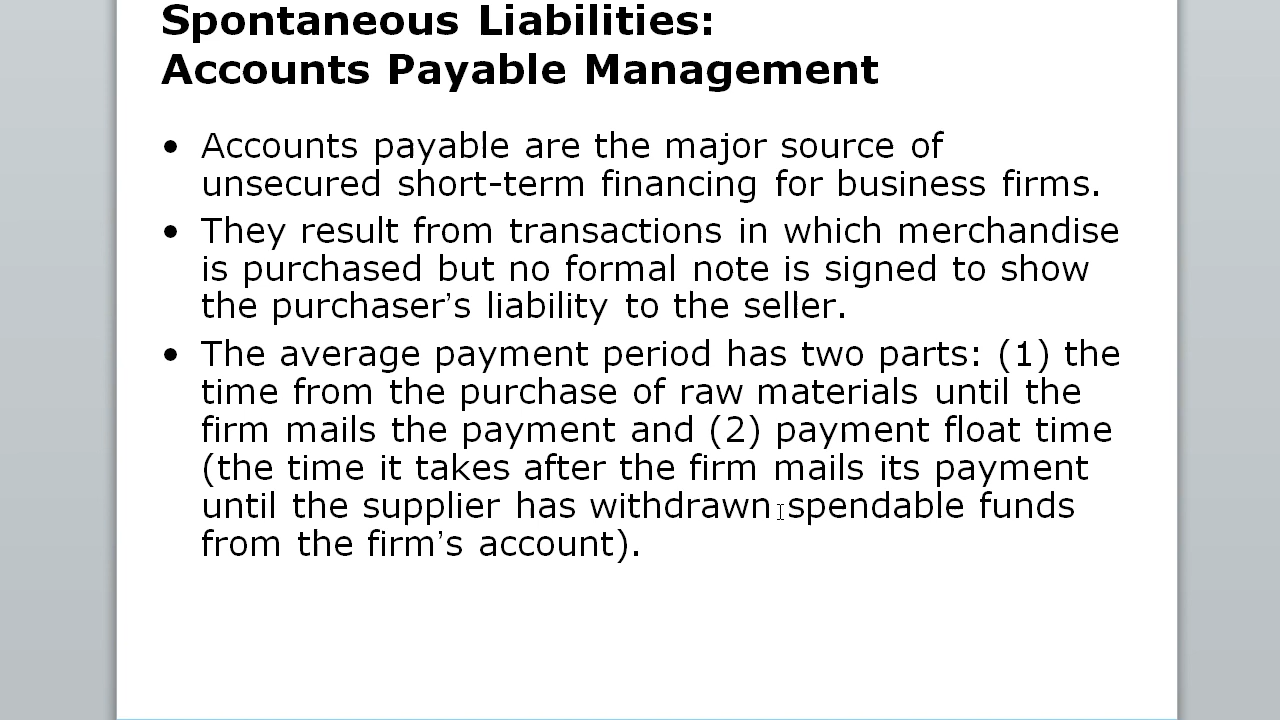 Spontaneous Liabilities:
Accounts Payable Management
• Accounts payable are the major source of
unsecured short-term financing for business firms.
• They result from transactions in which merchandise
is purchased but no formal note is signed to show
the purchaser’s liability to the seller.
• The average payment period has two parts: (1) the
time from the purchase of raw materials until the
firm mails the payment and (2) payment float time
(the time it takes after the firm mails its payment
until the supplier has withdrawn spendable funds
from the firm’s account).